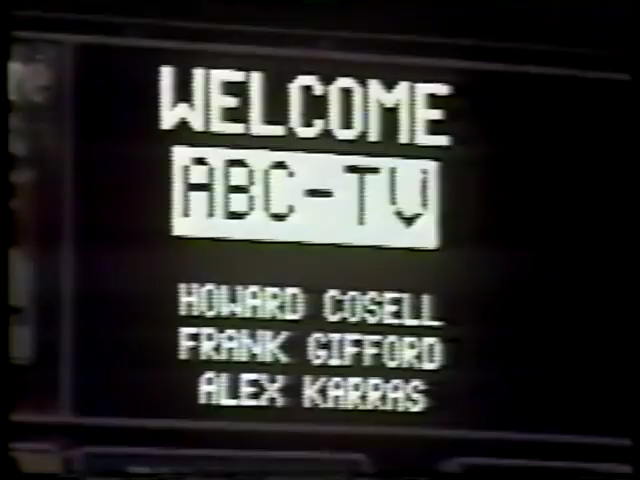 WELCOME
ABC-TV
HOWARD COSELL
FRANK GIFFORD
ALEX KARRAS